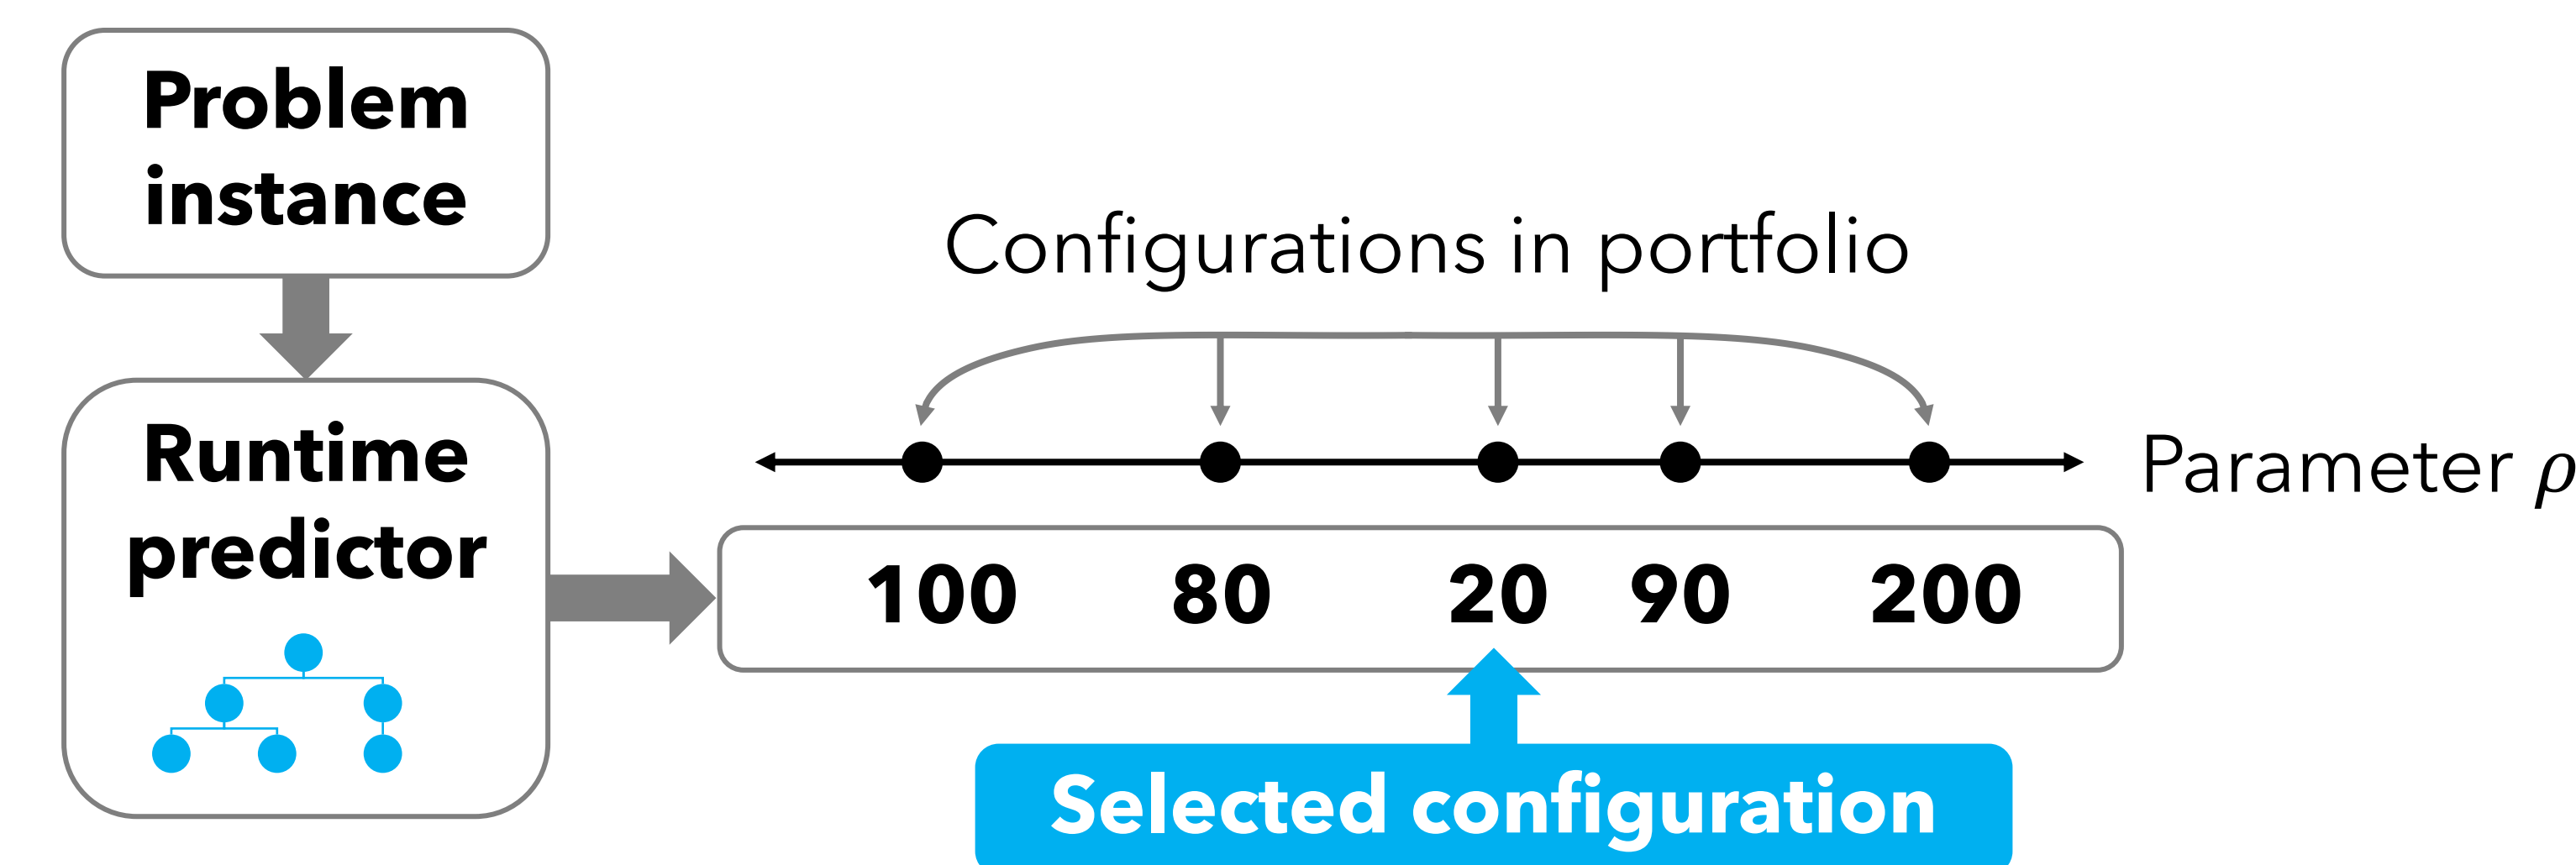 Problem
instance
Runtime
predictor
Configurations in portfolio
Parameter ρ
100 80 20 90 200
Selected configuration